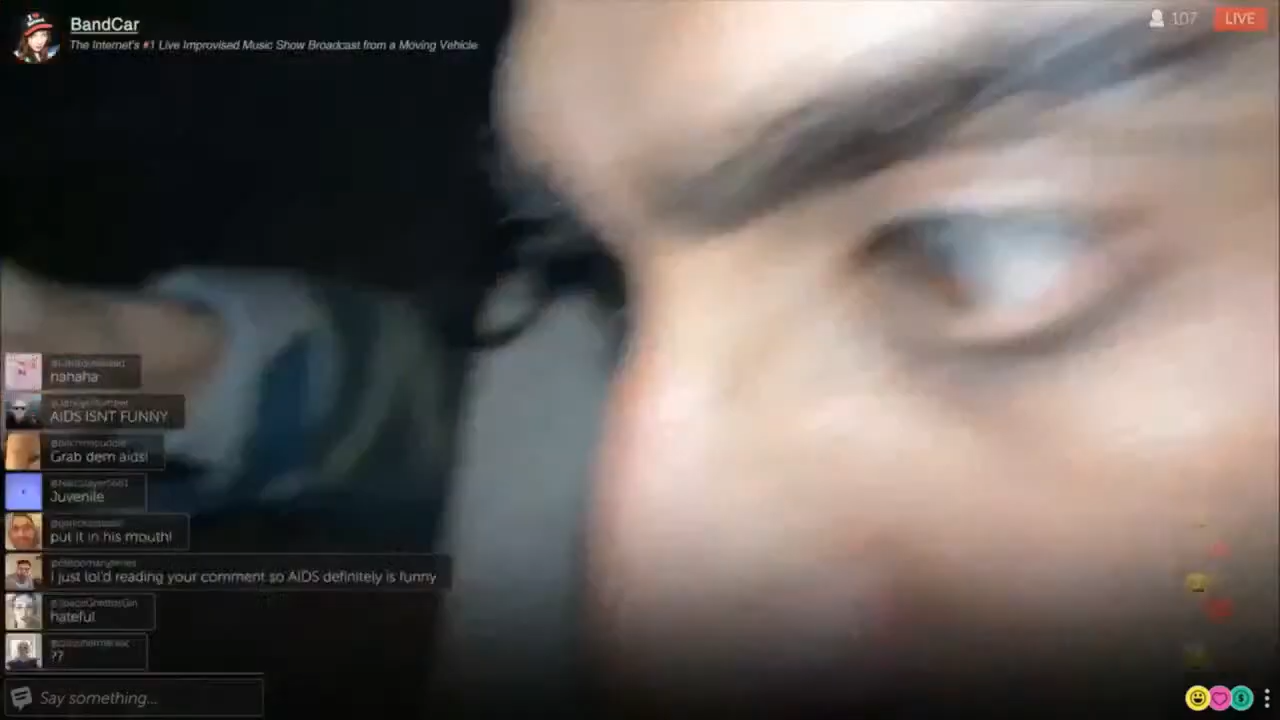 BandCar
The Internet's #1 Live Improvised Music Show Broadcast from a Moving Vehicle
107
LIVE
hahaha
AIDS ISNT FUNNY
Grab dem aids!
Juvenile
put it in his mouth!
I just lol'd reading your comment so AIDS definitely is funny
hateful
??
Say something...